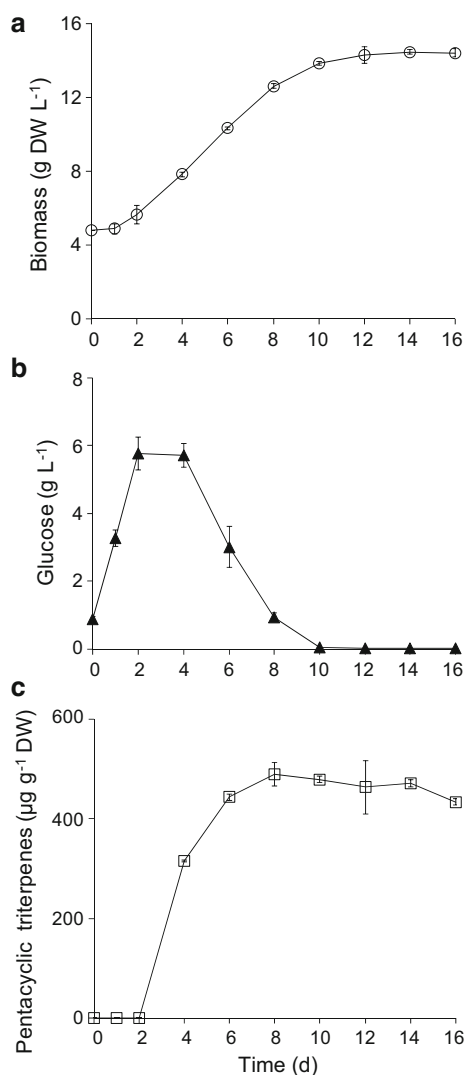 a
Biomass (g DW L⁻¹)
16
14
8
4
0
0 2 4 6 8 10 12 14 16
b
Glucose (g L⁻¹)
8
6
4
2
0
0 2 4 6 8 10 12 14 16
c
Pentacyclic triterpenes (µg g⁻¹ DW)
600
400
200
0
0 2 4 6 8 10 12 14 16
Time (d)